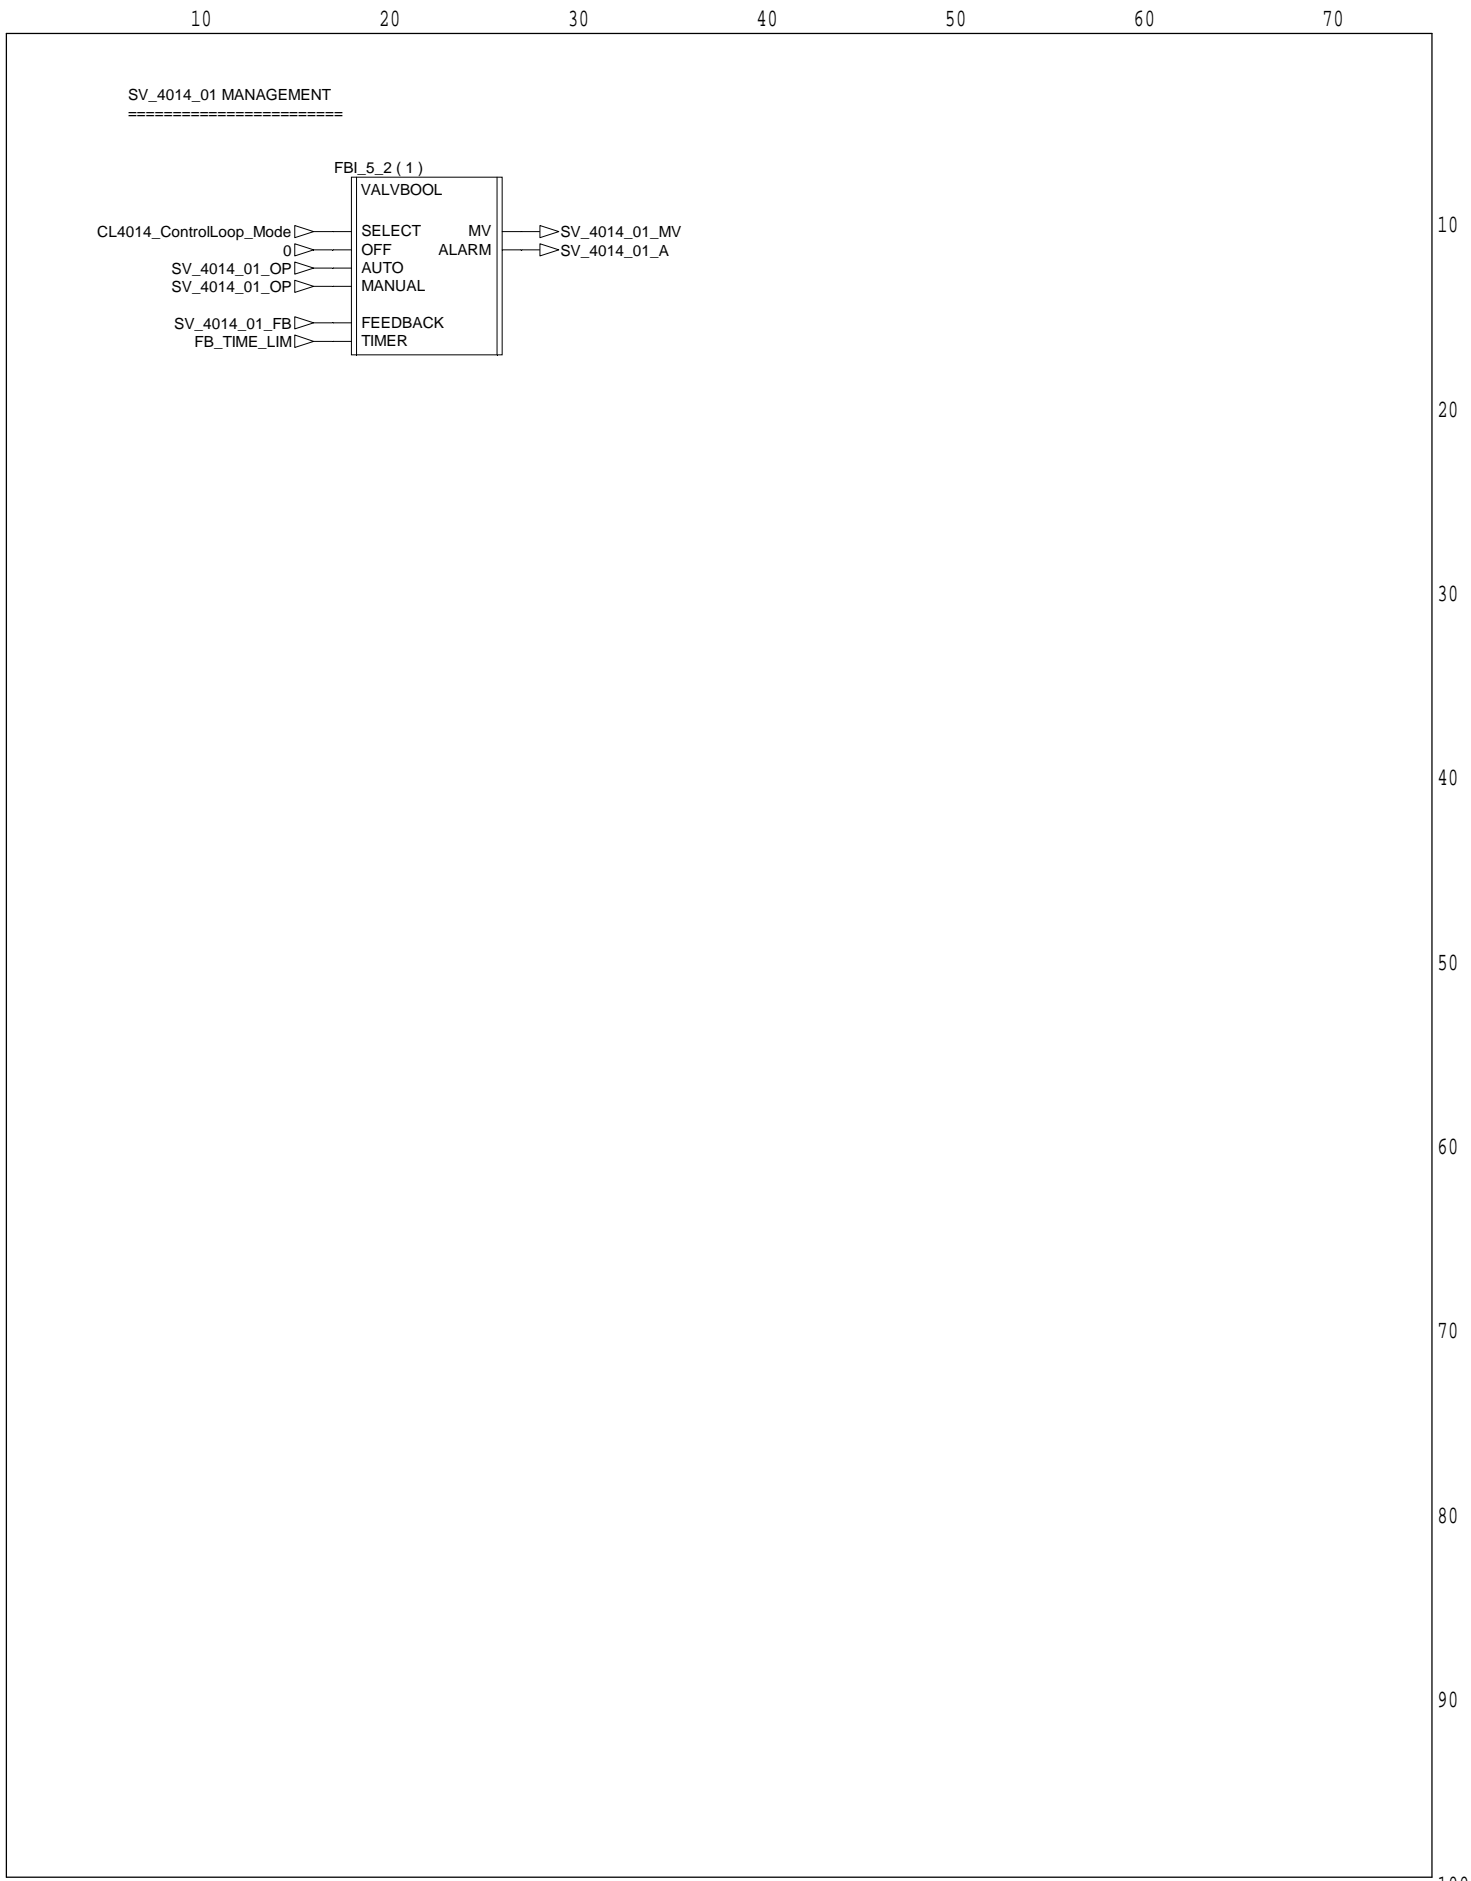 10 20 30 40 50 60 70
SV_4014_01 MANAGEMENT
========================
FBI_5_2 ( 1 )
VALVBOOL
CL4014_ControlLoop_Mode SELECT MV SV_4014_01_MV 10
0 OFF ALARM SV_4014_01_A
SV_4014_01_OP AUTO
SV_4014_01_OP MANUAL
SV_4014_01_FB FEEDBACK
FB_TIME_LIM TIMER
20
30
40
50
60
70
80
90